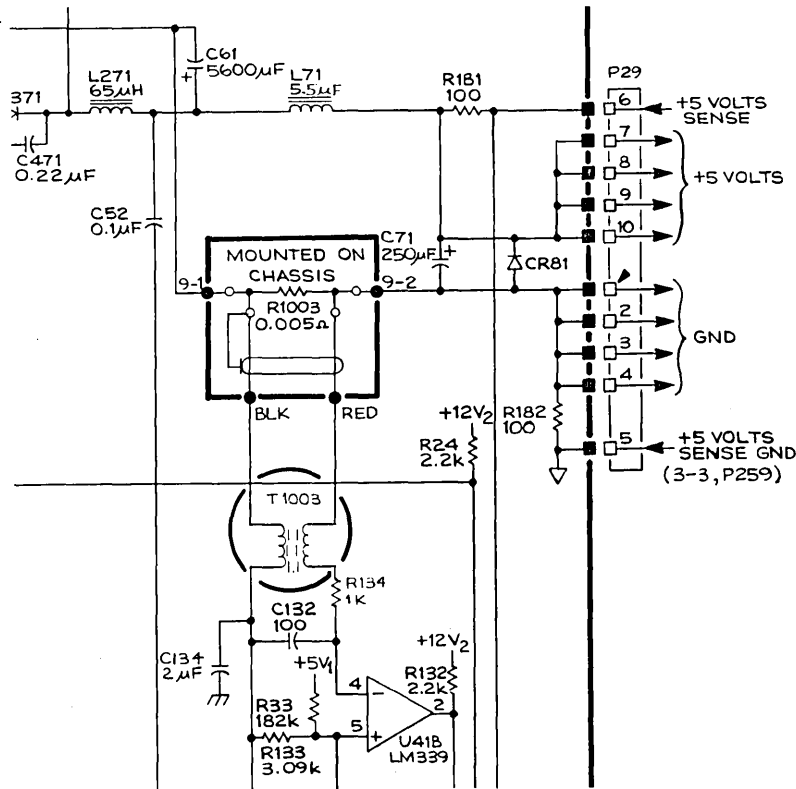 C61
5600µF
L271
65µH
L71
5.5µF
R181
100
P29
371
6
+5 VOLTS
SENSE
7
8
+5 VOLTS
9
10
C471
0.22µF
C52
0.1µF
MOUNTED ON
CHASSIS
C71
250µF
+
+
CR81
9-1
9-2
R1003
0.005Ω
2
GND
3
4
BLK
RED
+12V2
R182
100
R24
2.2k
5
+5 VOLTS
SENSE GND
(3-3, P259)
T1003
R134
1K
C132
100
C134
2µF
+5V1
+12V2
R132
2.2k
4
−
2
R33
182k
5
+
U41B
LM339
R133
3.09k